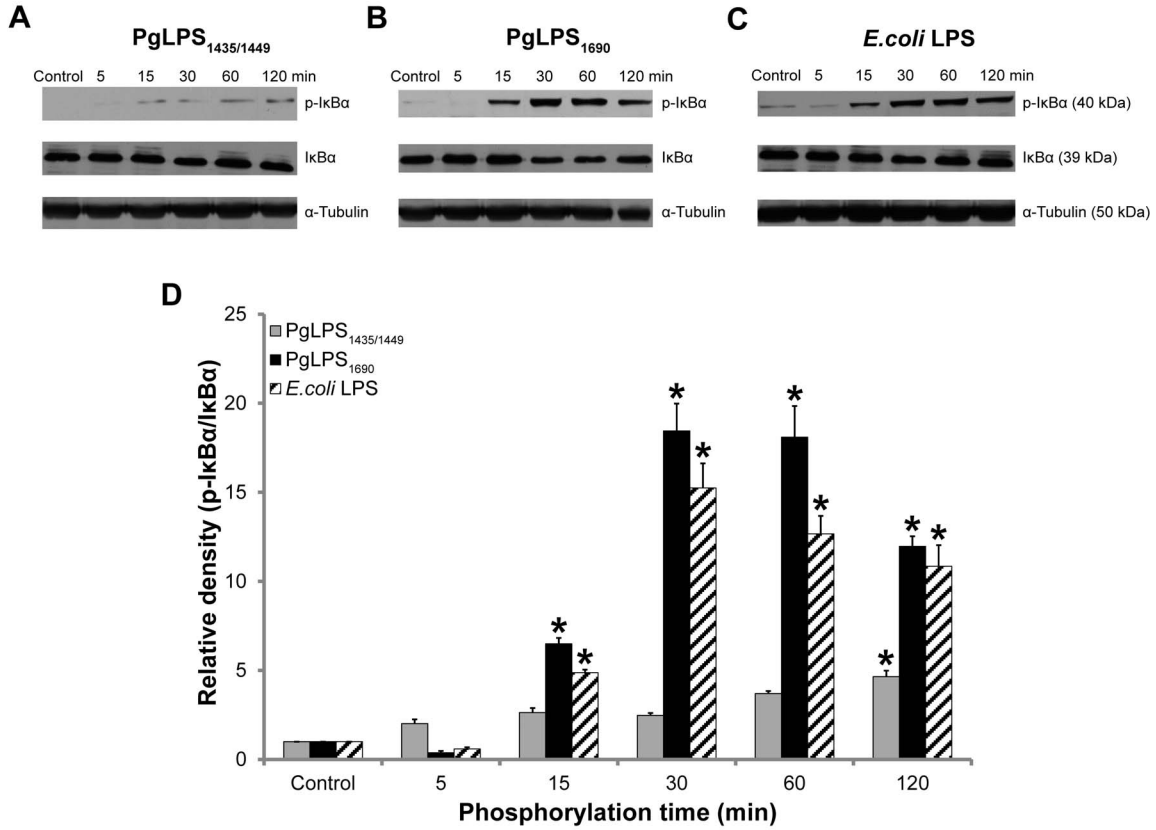 A
PgLPS1435/1449
Control 5 15 30 60 120 min
p-IκBα
IκBα
α-Tubulin
B
PgLPS1690
Control 5 15 30 60 120 min
p-IκBα
IκBα
α-Tubulin
C
E.coli LPS
Control 5 15 30 60 120 min
p-IκBα (40 kDa)
IκBα (39 kDa)
α-Tubulin (50 kDa)
D
Relative density (p-IκBα/IκBα)
25
20
15
10
5
0
PgLPS1435/1449
PgLPS1690
E.coli LPS
* *
* *
* *
* * *
Control 5 15 30 60 120
Phosphorylation time (min)